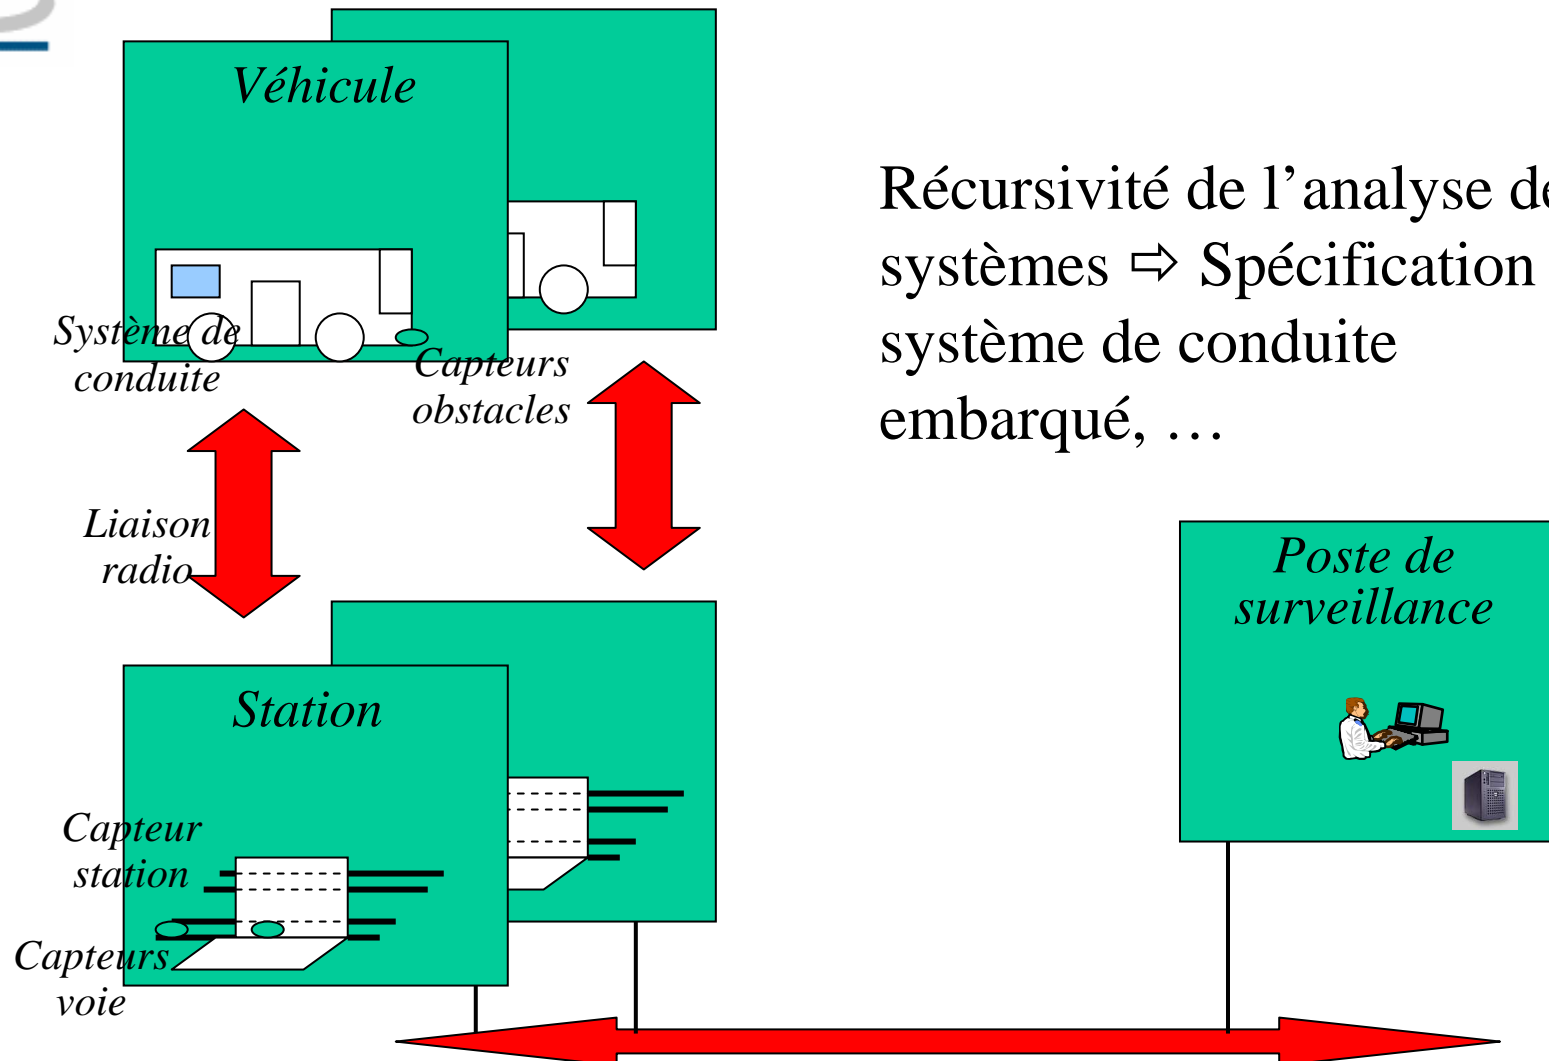 Véhicule
Système de
conduite
Capteurs
obstacles
Récursivité de l’analyse de
systèmes ⇨ Spécification
système de conduite
embarqué, …
Liaison
radio
Poste de
surveillance
Station
Capteur
station
Capteurs
voie